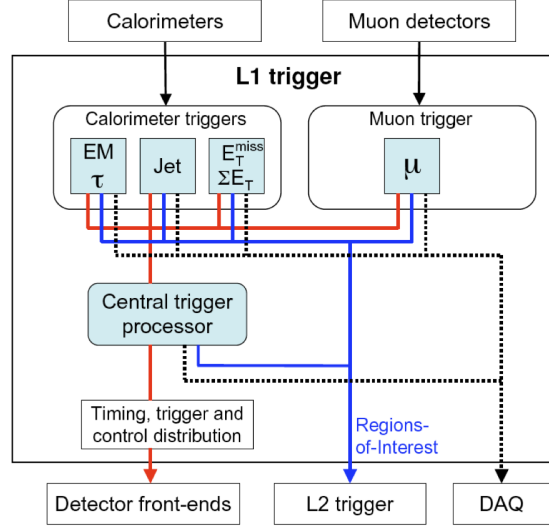 Calorimeters
Muon detectors
L1 trigger
Calorimeter triggers
Muon trigger
EM
τ
Jet
E_T^miss
ΣE_T
μ
Central trigger
processor
Timing, trigger and
control distribution
Regions-
of-Interest
Detector front-ends
L2 trigger
DAQ